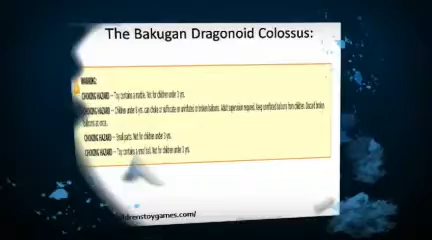 The Bakugan Dragonoid Colossus:
WARNING:
CHOKING HAZARD -- Toy contains a marble. Not for children under 3 yrs.
CHOKING HAZARD -- Children under 8 yrs. can choke or suffocate on uninflated or broken balloons. Adult supervision required. Keep uninflated balloons from children. Discard broken
balloons at once.
CHOKING HAZARD -- Small parts. Not for children under 3 yrs.
CHOKING HAZARD -- Toy contains a small ball. Not for children under 3 yrs.
drenstoygames.com/